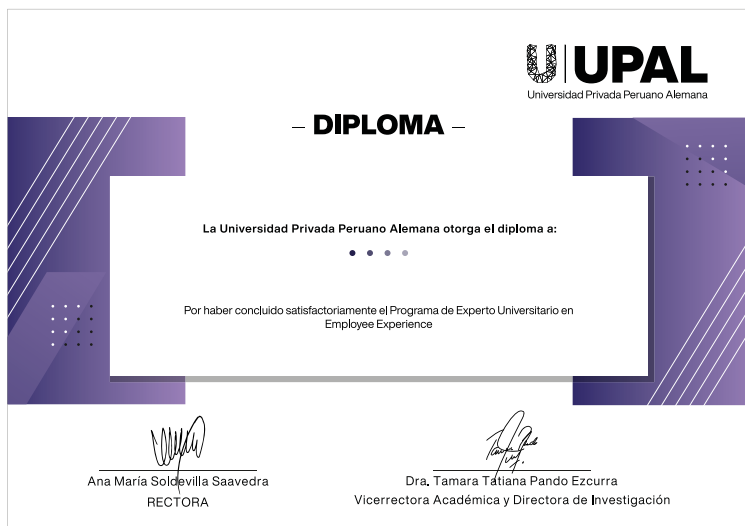 UPAL
Universidad Privada Peruano Alemana
– DIPLOMA –
La Universidad Privada Peruano Alemana otorga el diploma a:
Por haber concluido satisfactoriamente el Programa de Experto Universitario en
Employee Experience
Ana María Soldevilla Saavedra
RECTORA
Dra. Tamara Tatiana Pando Ezcurra
Vicerrectora Académica y Directora de Investigación